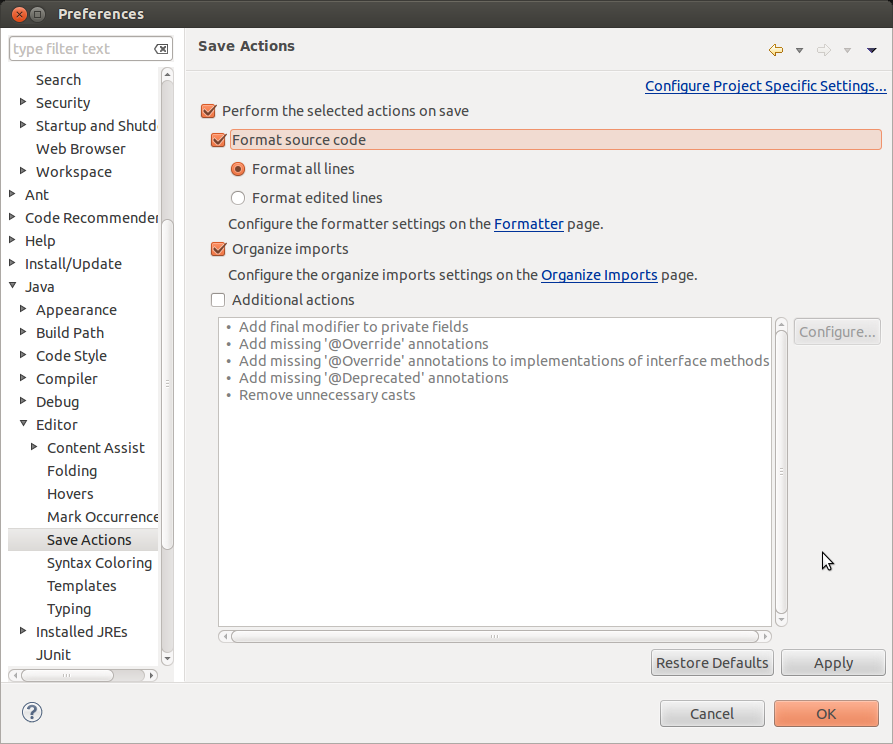 Preferences
type filter text
Search
Security
Startup and Shutd
Web Browser
Workspace
Ant
Code Recommender
Help
Install/Update
Java
Appearance
Build Path
Code Style
Compiler
Debug
Editor
Content Assist
Folding
Hovers
Mark Occurrence
Save Actions
Syntax Coloring
Templates
Typing
Installed JREs
JUnit
Save Actions
Configure Project Specific Settings...
Perform the selected actions on save
Format source code
Format all lines
Format edited lines
Configure the formatter settings on the Formatter page.
Organize imports
Configure the organize imports settings on the Organize Imports page.
Additional actions
• Add final modifier to private fields
• Add missing '@Override' annotations
• Add missing '@Override' annotations to implementations of interface methods
• Add missing '@Deprecated' annotations
• Remove unnecessary casts
Configure...
Restore Defaults
Apply
?
Cancel
OK